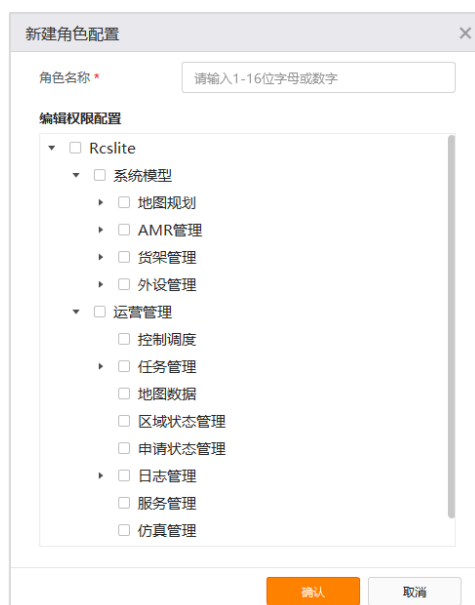 新建角色配置
角色名称 * 请输入1-16位字母或数字
编辑权限配置
Rcslite
系统模型
地图规划
AMR管理
货架管理
外设管理
运营管理
控制调度
任务管理
地图数据
区域状态管理
申请状态管理
日志管理
服务管理
仿真管理
确认 取消